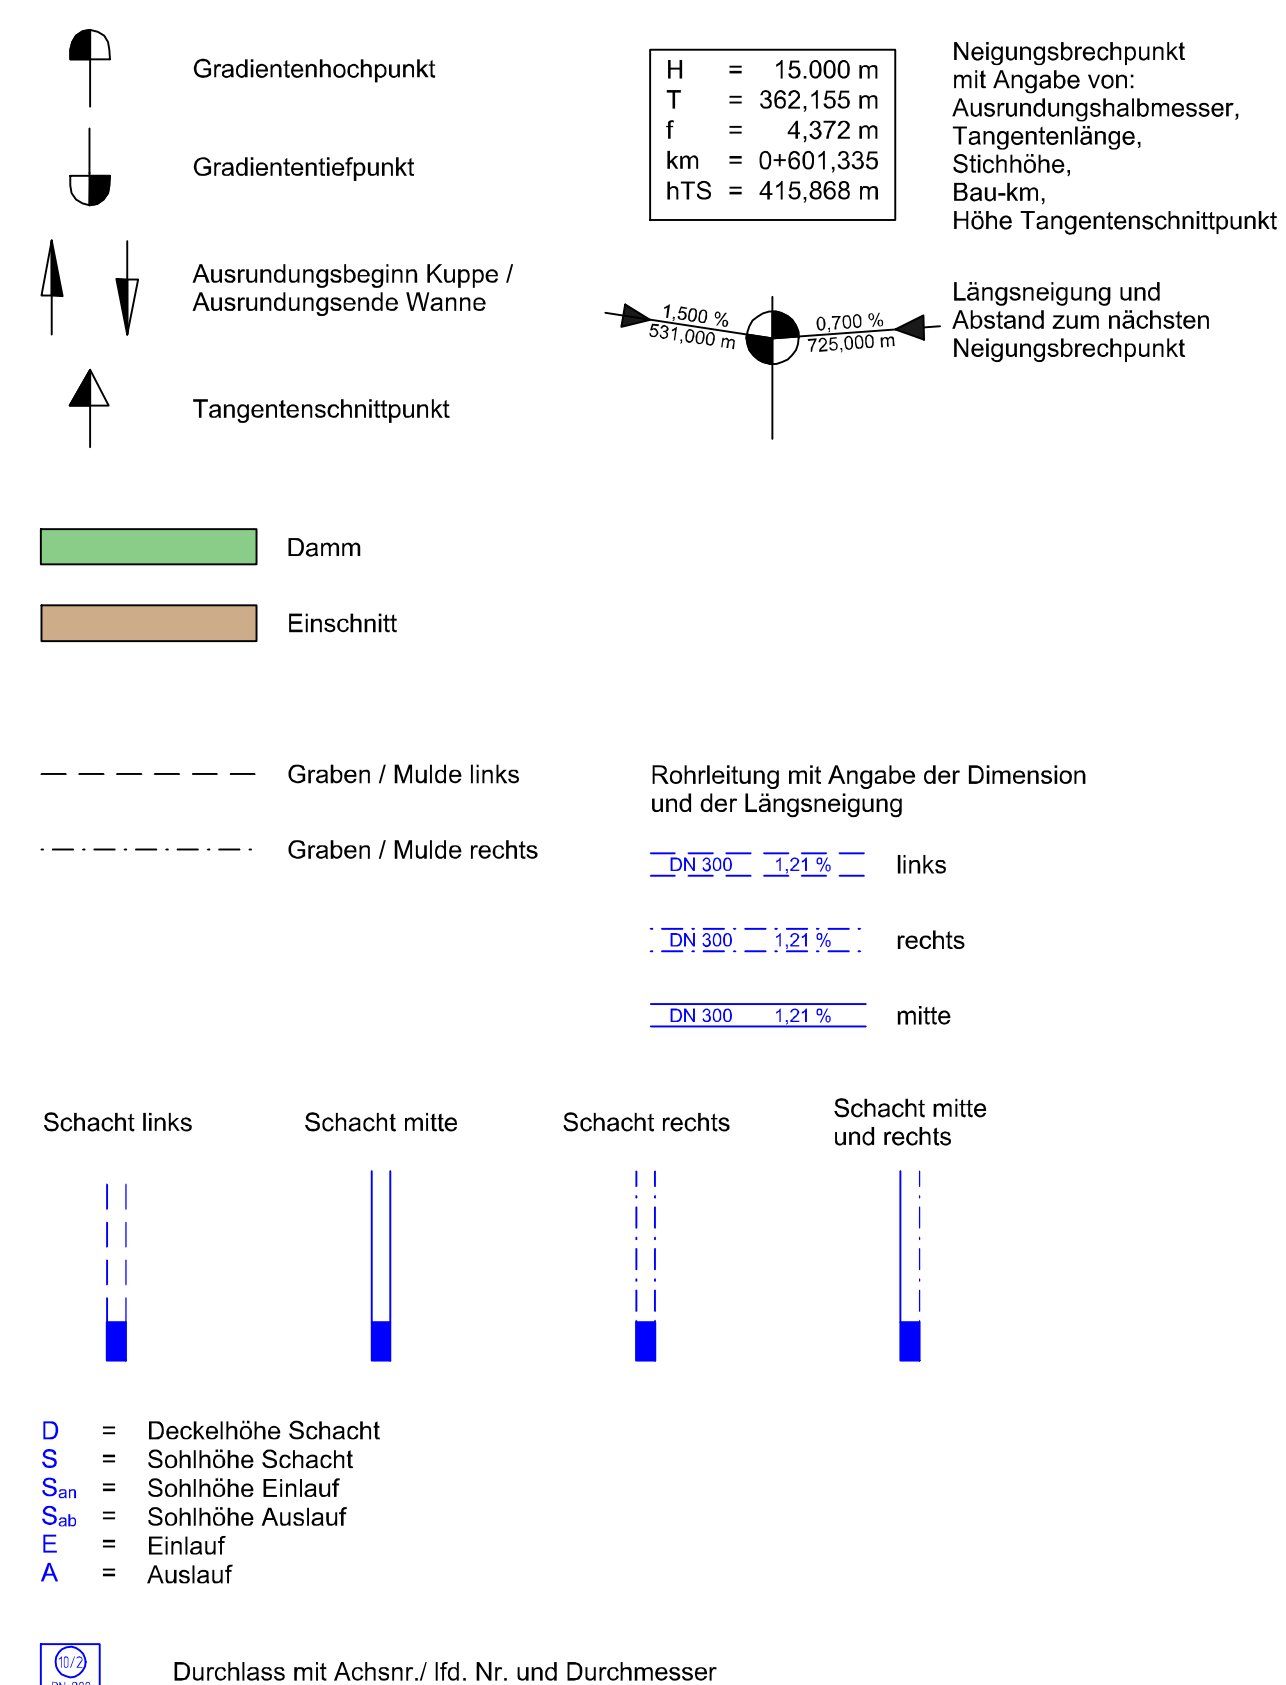 Gradientenhochpunkt
Gradiententiefpunkt
Ausrundungsbeginn Kuppe /
Ausrundungsende Wanne
Tangentenschnittpunkt
H = 15.000 m
T = 362,155 m
f = 4,372 m
km = 0+601,335
hTS = 415,868 m
Neigungsbrechpunkt
mit Angabe von:
Ausrundungshalbmesser,
Tangentenlänge,
Stichhöhe,
Bau-km,
Höhe Tangentenschnittpunkt
1,500 %
531,000 m
0,700 %
725,000 m
Längsneigung und
Abstand zum nächsten
Neigungsbrechpunkt
Damm
Einschnitt
Graben / Mulde links
Graben / Mulde rechts
Rohrleitung mit Angabe der Dimension
und der Längsneigung
DN 300 1,21 % links
DN 300 1,21 % rechts
DN 300 1,21 % mitte
Schacht links
Schacht mitte
Schacht rechts
Schacht mitte
und rechts
D = Deckelhöhe Schacht
S = Sohlhöhe Schacht
San = Sohlhöhe Einlauf
Sab = Sohlhöhe Auslauf
E = Einlauf
A = Auslauf
10/2
Durchlass mit Achsnr./ lfd. Nr. und Durchmesser